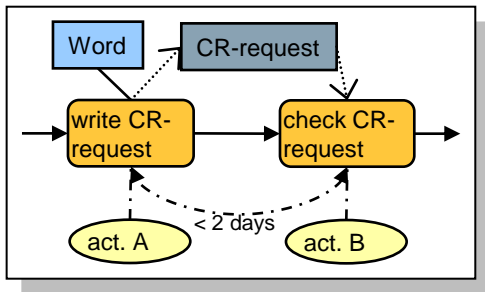 Word
CR-request
write CR-
request
check CR-
request
< 2 days
act. A
act. B